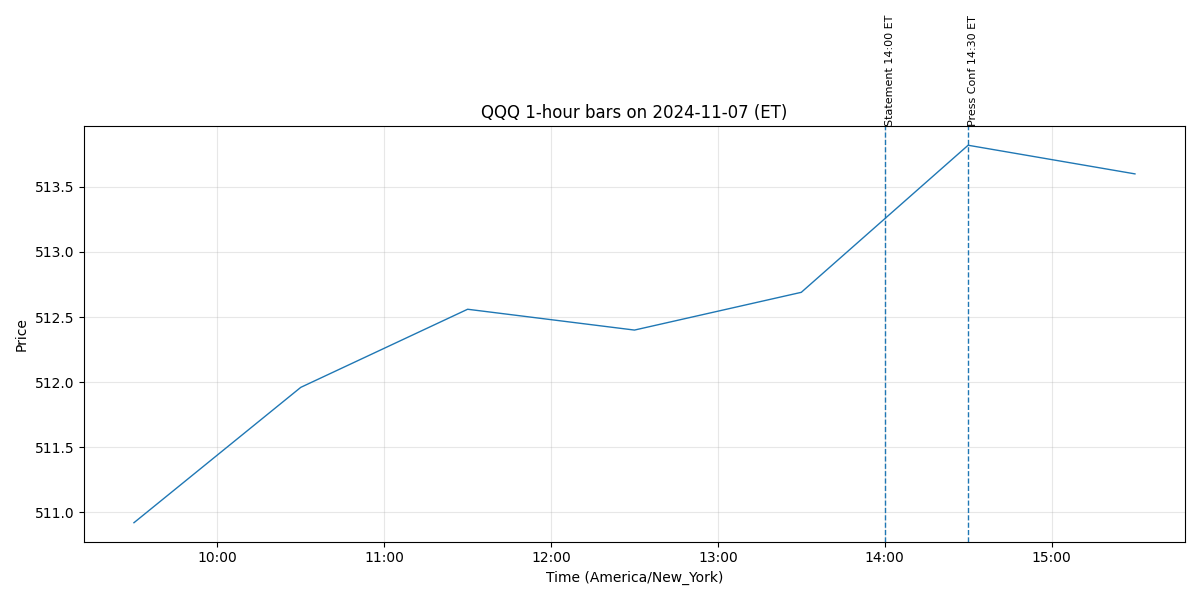 Statement 14:00 ET
Press Conf 14:30 ET
QQQ 1-hour bars on 2024-11-07 (ET)
Price
513.5
513.0
512.5
512.0
511.5
511.0
10:00
11:00
12:00
13:00
14:00
15:00
Time (America/New_York)